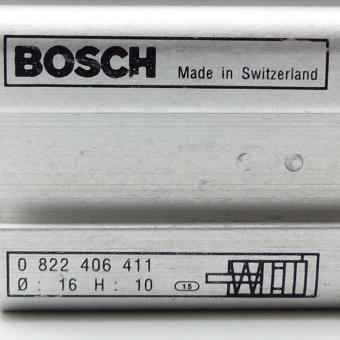 BOSCH Made in Switzerland
0 822 406 411
Ø : 16 H : 10 15